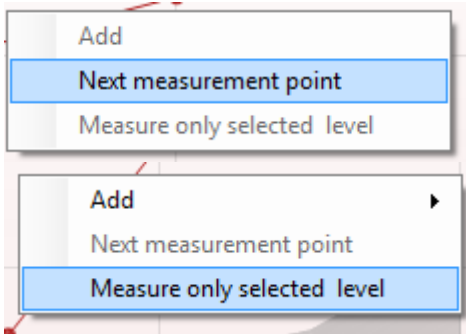 Add
Next measurement point
Measure only selected level
Add
Next measurement point
Measure only selected level